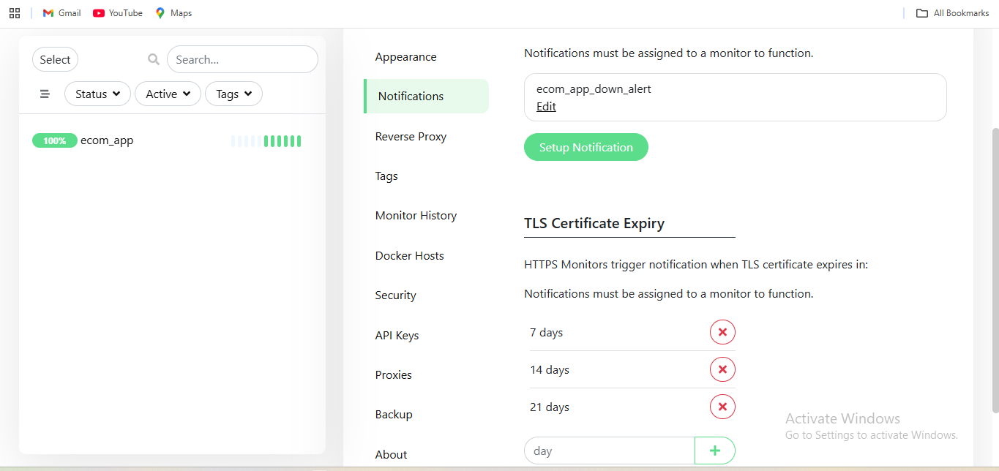 Gmail YouTube Maps All Bookmarks
Select Search...
Status Active Tags
100% ecom_app
Appearance
Notifications
Reverse Proxy
Tags
Monitor History
Docker Hosts
Security
API Keys
Proxies
Backup
About
Notifications must be assigned to a monitor to function.
ecom_app_down_alert
Edit
Setup Notification
TLS Certificate Expiry
HTTPS Monitors trigger notification when TLS certificate expires in:
Notifications must be assigned to a monitor to function.
7 days
14 days
21 days
day
Activate Windows
Go to Settings to activate Windows.